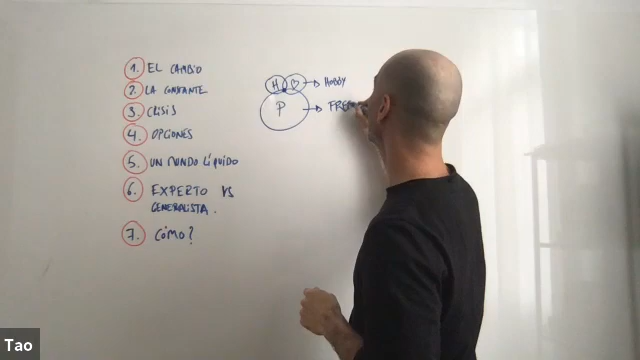 1. EL CAMBIO
2. LA CONSTANTE
3. CRISIS
4. OPCIONES
5. UN MUNDO LÍQUIDO
6. EXPERTO VS
GENERALISTA.
7. CÓMO?
H ♡ → HOBBY
P →
Tao